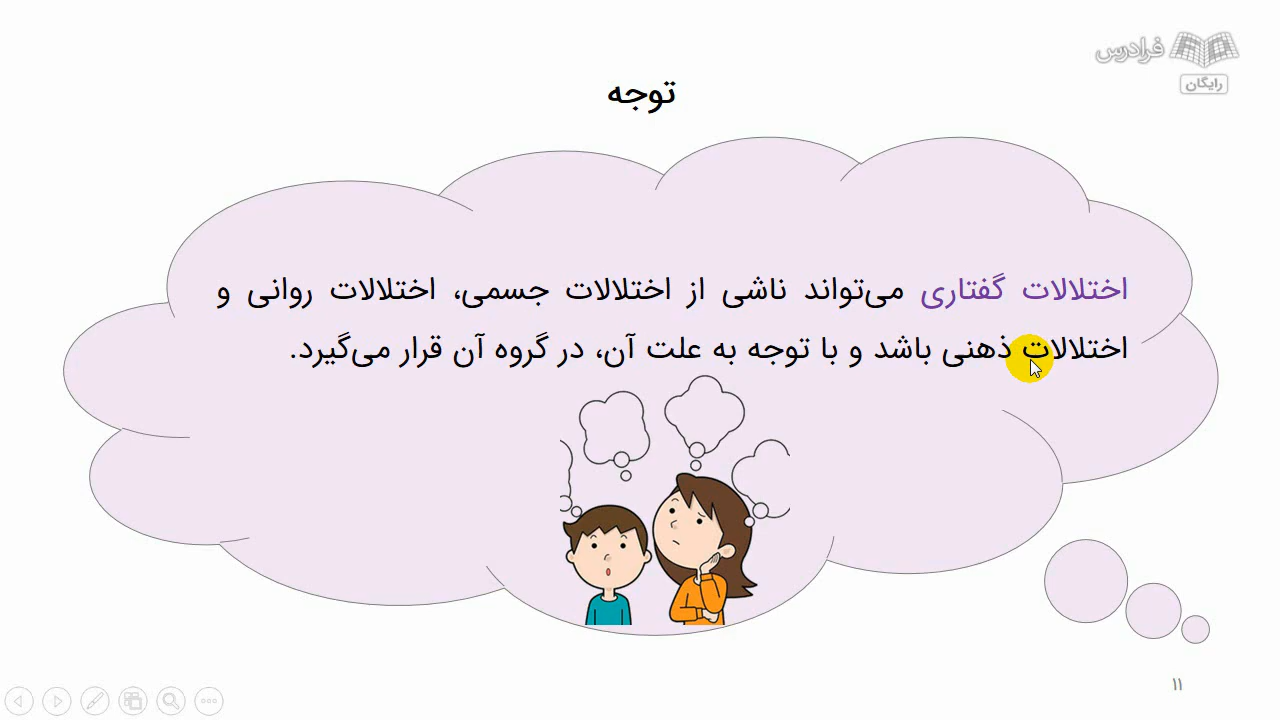 فرادرس
رایگان
توجه
اختلالات گفتاری می‌تواند ناشی از اختلالات جسمی، اختلالات روانی و
اختلالات ذهنی باشد و با توجه به علت آن، در گروه آن قرار می‌گیرد.
۱۱